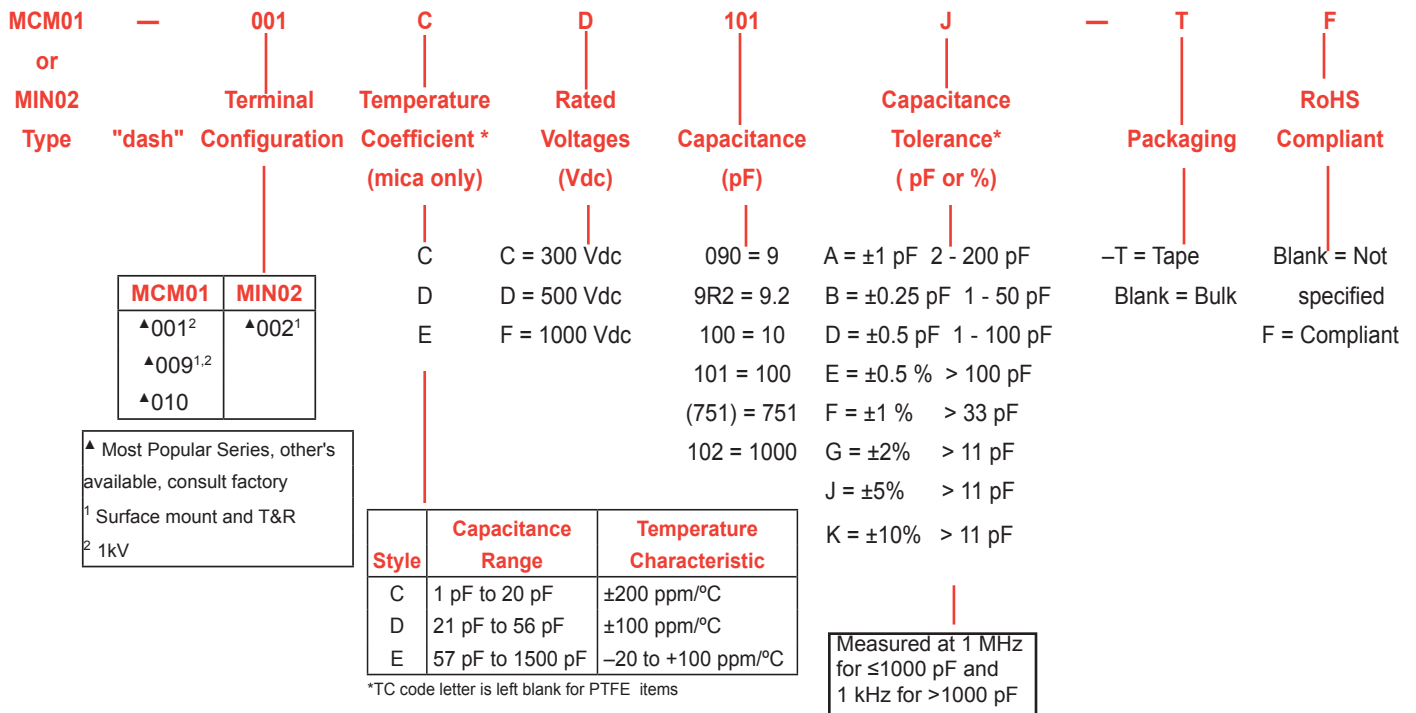 MCM01 — 001 C D 101 J — T F
or
MIN02 Terminal Temperature Rated Capacitance RoHS
Type "dash" Configuration Coefficient * Voltages Capacitance Tolerance* Packaging Compliant
(mica only) (Vdc) (pF) ( pF or %)
C C = 300 Vdc 090 = 9 A = ±1 pF 2 - 200 pF –T = Tape Blank = Not
MCM01 MIN02 D D = 500 Vdc 9R2 = 9.2 B = ±0.25 pF 1 - 50 pF Blank = Bulk specified
▲001² ▲002¹ E F = 1000 Vdc 100 = 10 D = ±0.5 pF 1 - 100 pF F = Compliant
▲009¹,² 101 = 100 E = ±0.5 % > 100 pF
▲010 (751) = 751 F = ±1 % > 33 pF
102 = 1000 G = ±2% > 11 pF
J = ±5% > 11 pF
K = ±10% > 11 pF
▲ Most Popular Series, other's
available, consult factory
¹ Surface mount and T&R
² 1kV
Capacitance Temperature
Style Range Characteristic
C 1 pF to 20 pF ±200 ppm/ºC
D 21 pF to 56 pF ±100 ppm/ºC
E 57 pF to 1500 pF –20 to +100 ppm/ºC
*TC code letter is left blank for PTFE items
Measured at 1 MHz
for ≤1000 pF and
1 kHz for >1000 pF